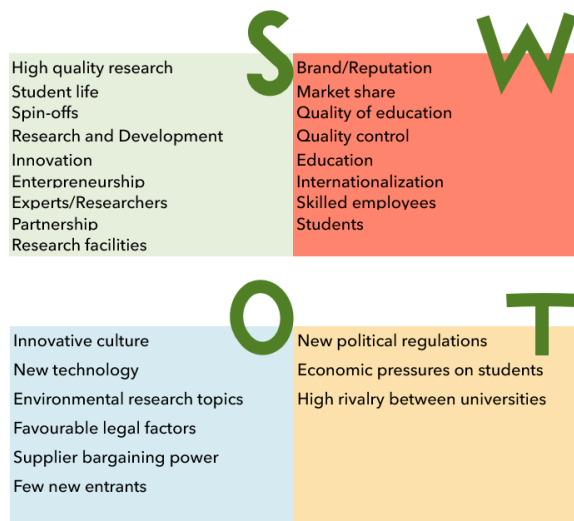 S
High quality research
Student life
Spin-offs
Research and Development
Innovation
Enterpreneurship
Experts/Researchers
Partnership
Research facilities
W
Brand/Reputation
Market share
Quality of education
Quality control
Education
Internationalization
Skilled employees
Students
O
Innovative culture
New technology
Environmental research topics
Favourable legal factors
Supplier bargaining power
Few new entrants
T
New political regulations
Economic pressures on students
High rivalry between universities